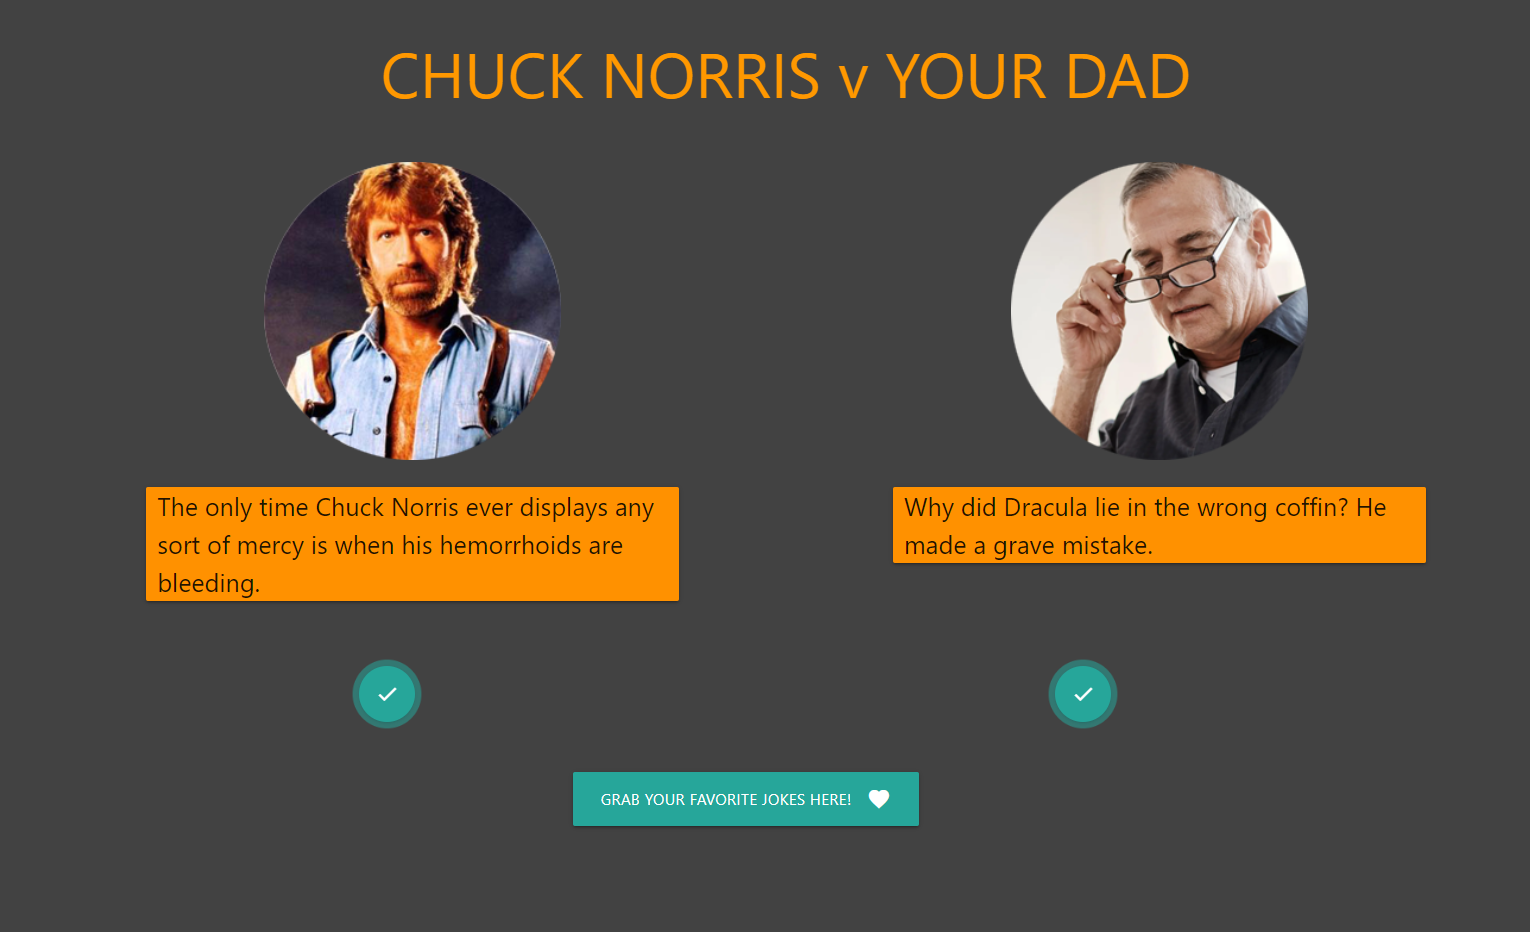 CHUCK NORRIS v YOUR DAD
The only time Chuck Norris ever displays any
sort of mercy is when his hemorrhoids are
bleeding.
Why did Dracula lie in the wrong coffin? He
made a grave mistake.
GRAB YOUR FAVORITE JOKES HERE!